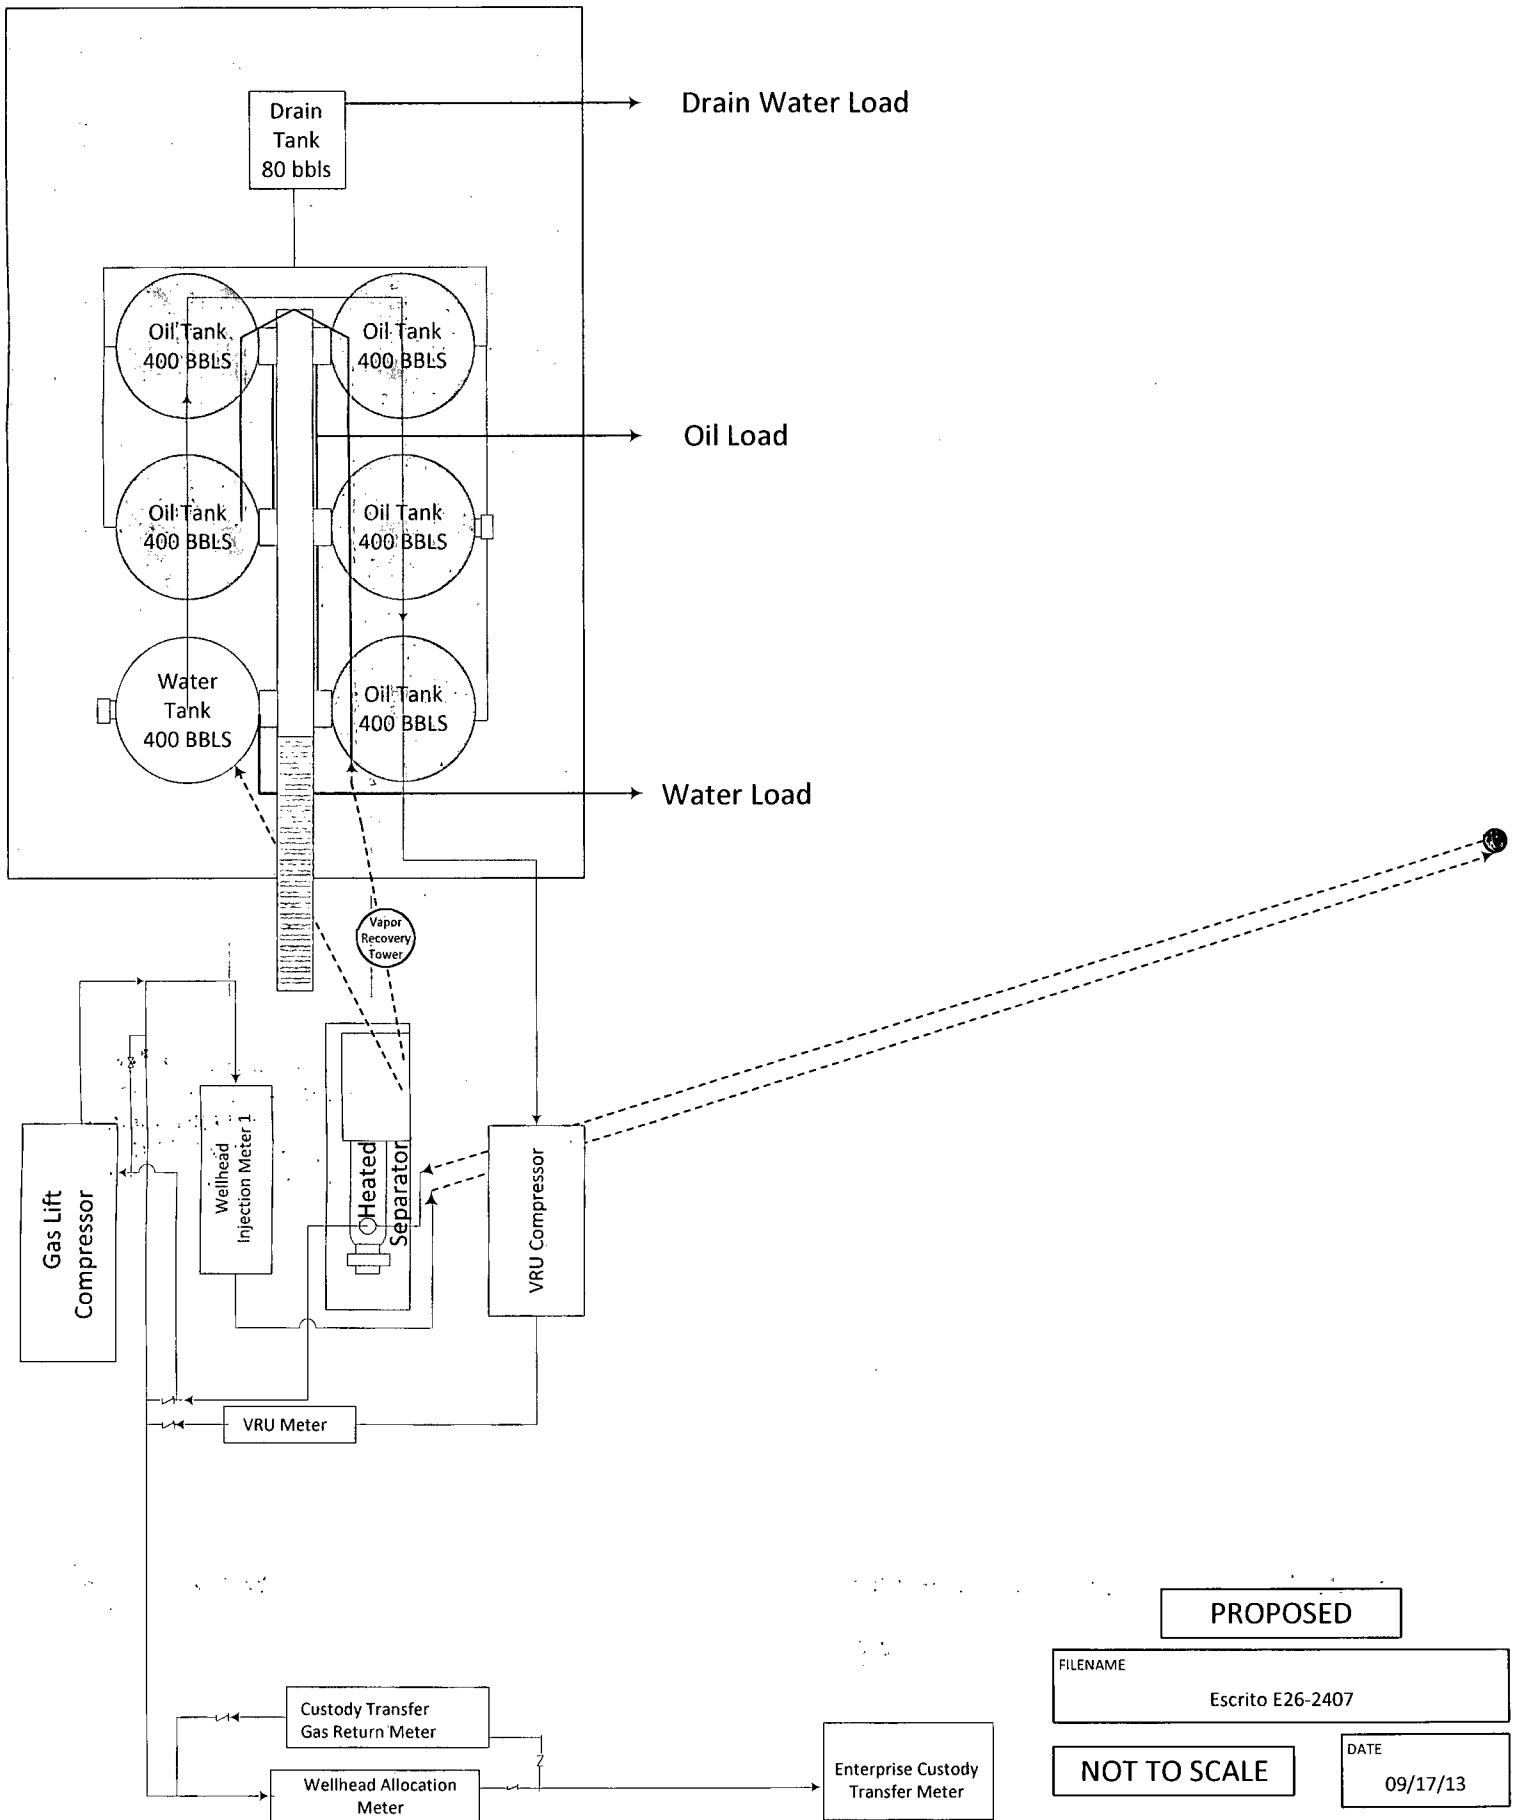 Drain
Tank
80 bbls
Drain Water Load
Oil Tank
400 BBLS
Oil Tank
400 BBLS
Oil Load
Oil Tank
400 BBLS
Oil Tank
400 BBLS
Water
Tank
400 BBLS
Oil Tank
400 BBLS
Water Load
Vapor
Recovery
Tower
Gas Lift
Compressor
Wellhead
Injection Meter 1
Heated
Separator
VRU Compressor
VRU Meter
PROPOSED
FILENAME
Escrito E26-2407
Custody Transfer
Gas Return Meter
Wellhead Allocation
Meter
Enterprise Custody
Transfer Meter
NOT TO SCALE
DATE
09/17/13